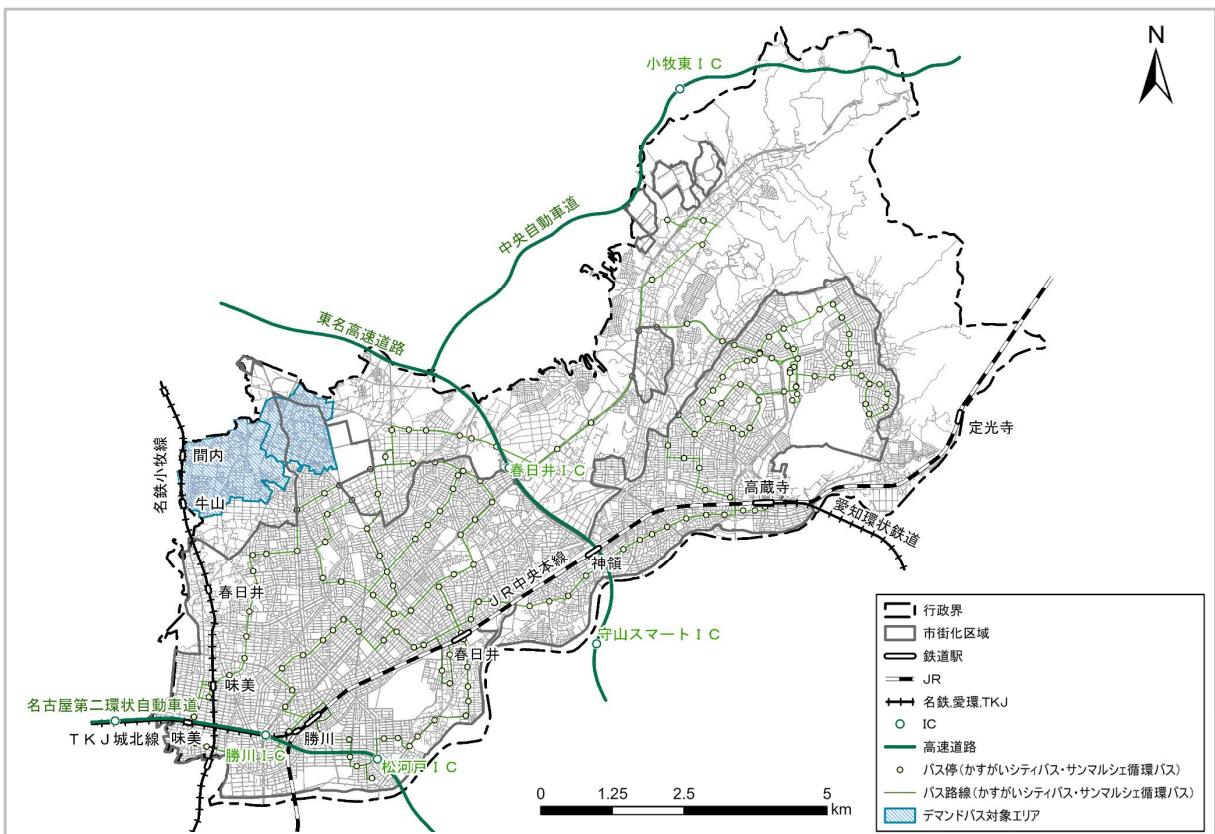 N
小牧東ＩＣ
中央自動車道
東名高速道路
名鉄小牧線
間内
牛山
春日井ＩＣ
定光寺
高蔵寺
愛知環状鉄道
ＪＲ中央本線
神領
春日井
守山スマートＩＣ
春日井
味美
名古屋第二環状自動車道
ＴＫＪ城北線
味美
勝川ＩＣ
勝川
松河戸ＩＣ
0 1.25 2.5 5
km
行政界
市街化区域
鉄道駅
JR
名鉄,愛環,TKJ
IC
高速道路
バス停(かすがいシティバス・サンマルシェ循環バス)
バス路線(かすがいシティバス・サンマルシェ循環バス)
デマンドバス対象エリア